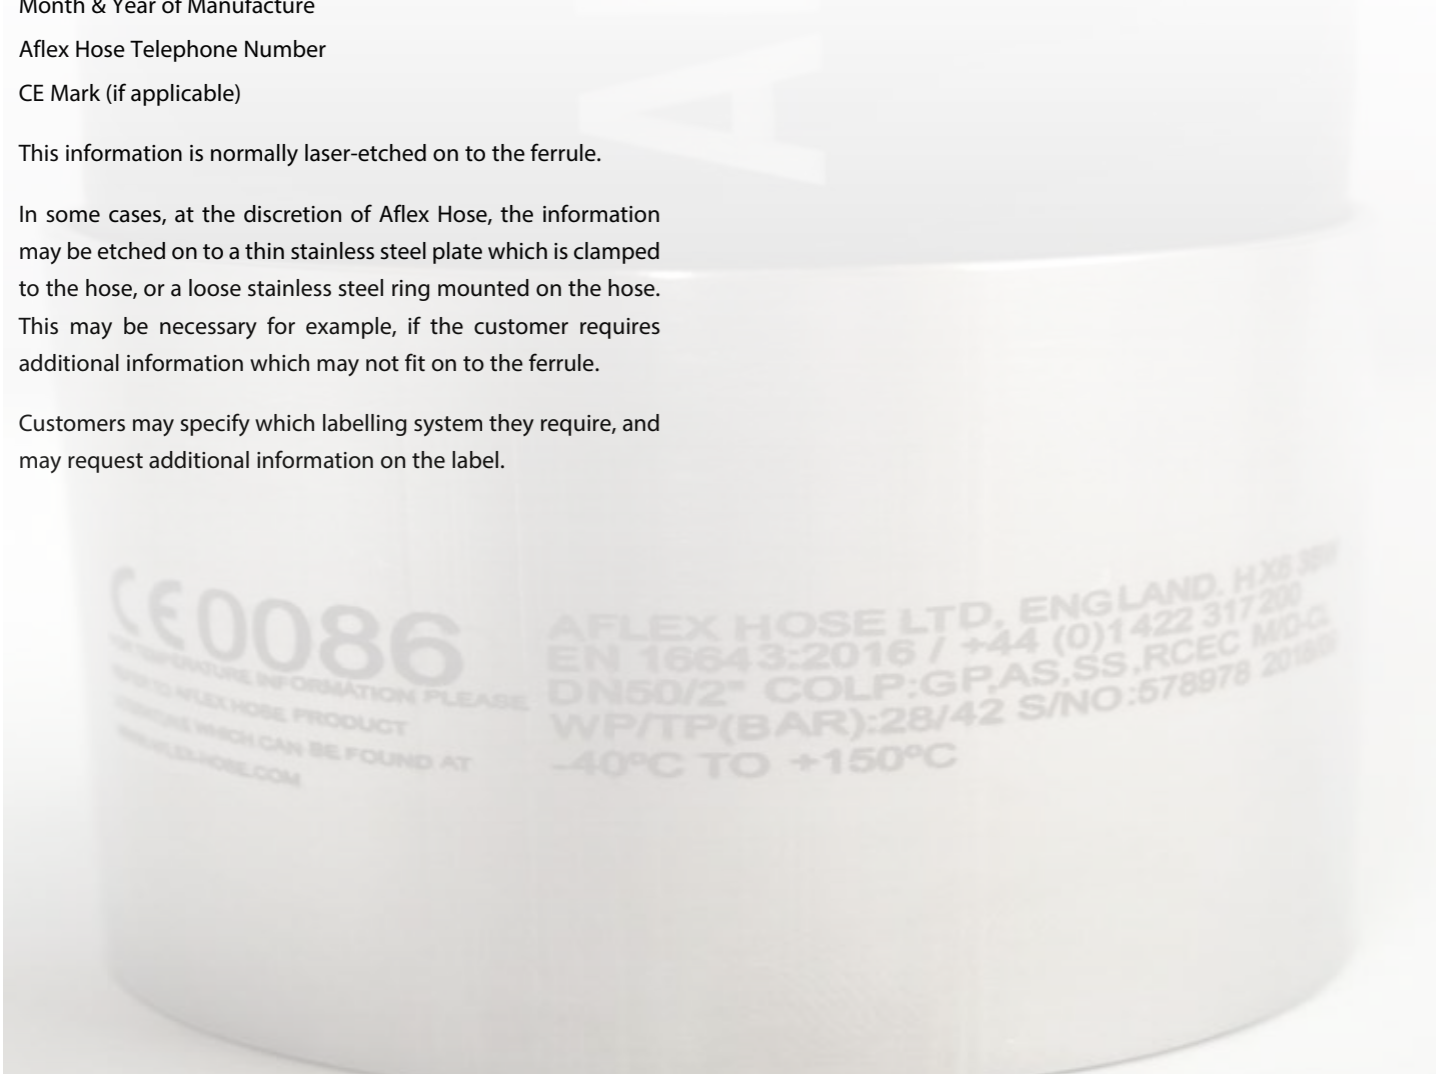 Month & Year of Manufacture
Aflex Hose Telephone Number
CE Mark (if applicable)
This information is normally laser-etched on to the ferrule.
In some cases, at the discretion of Aflex Hose, the information
may be etched on to a thin stainless steel plate which is clamped
to the hose, or a loose stainless steel ring mounted on the hose.
This may be necessary for example, if the customer requires
additional information which may not fit on to the ferrule.
Customers may specify which labelling system they require, and
may request additional information on the label.
A
CE0086
FOR TEMPERATURE INFORMATION PLEASE
REFER TO AFLEX HOSE PRODUCT
WHICH CAN BE FOUND AT
AFLEX HOSE LTD, ENGLAND. HX6
EN 16643:2016 / +44 (0)1422 317 200
DN50/2" COLP:GP,AS,SS,RCEC M/D-CL
WP/TP(BAR):28/42 S/NO:578978
-40°C TO +150°C